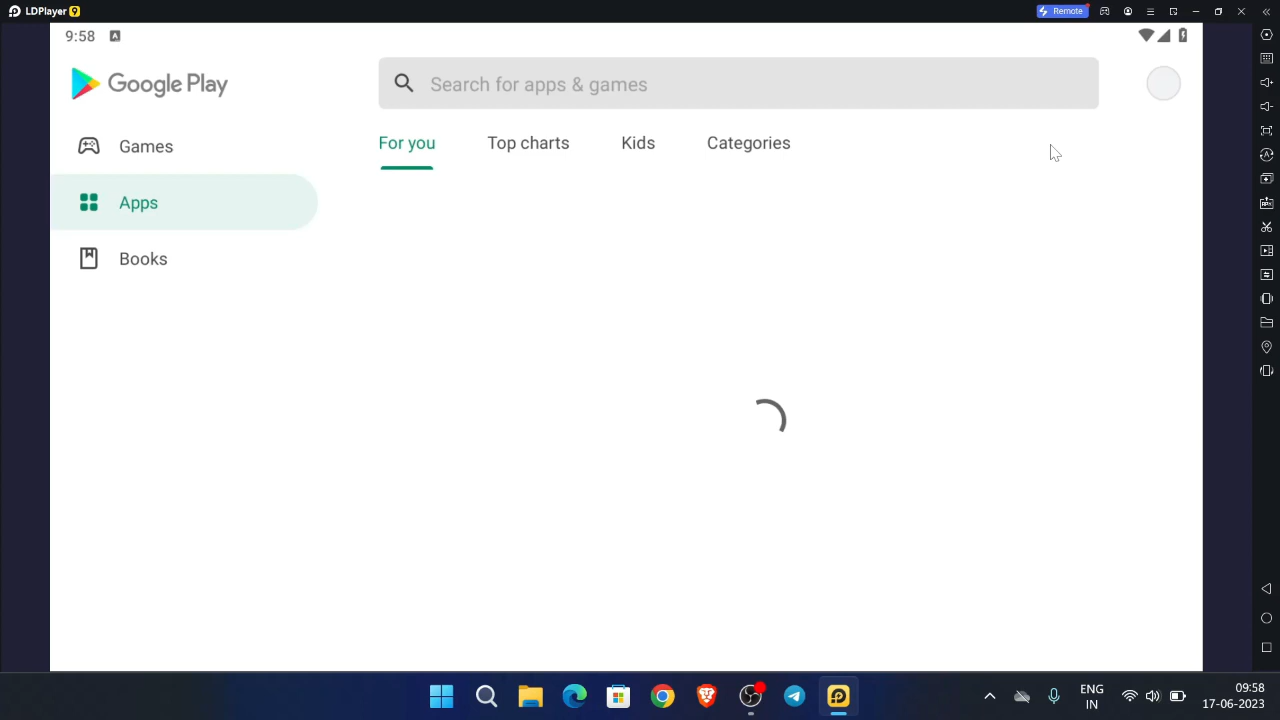 LDPlayer 9
Remote
9:58
Google Play
Search for apps & games
For you
Top charts
Kids
Categories
Games
Apps
Books
ENG
IN
09:58
17-06-2023